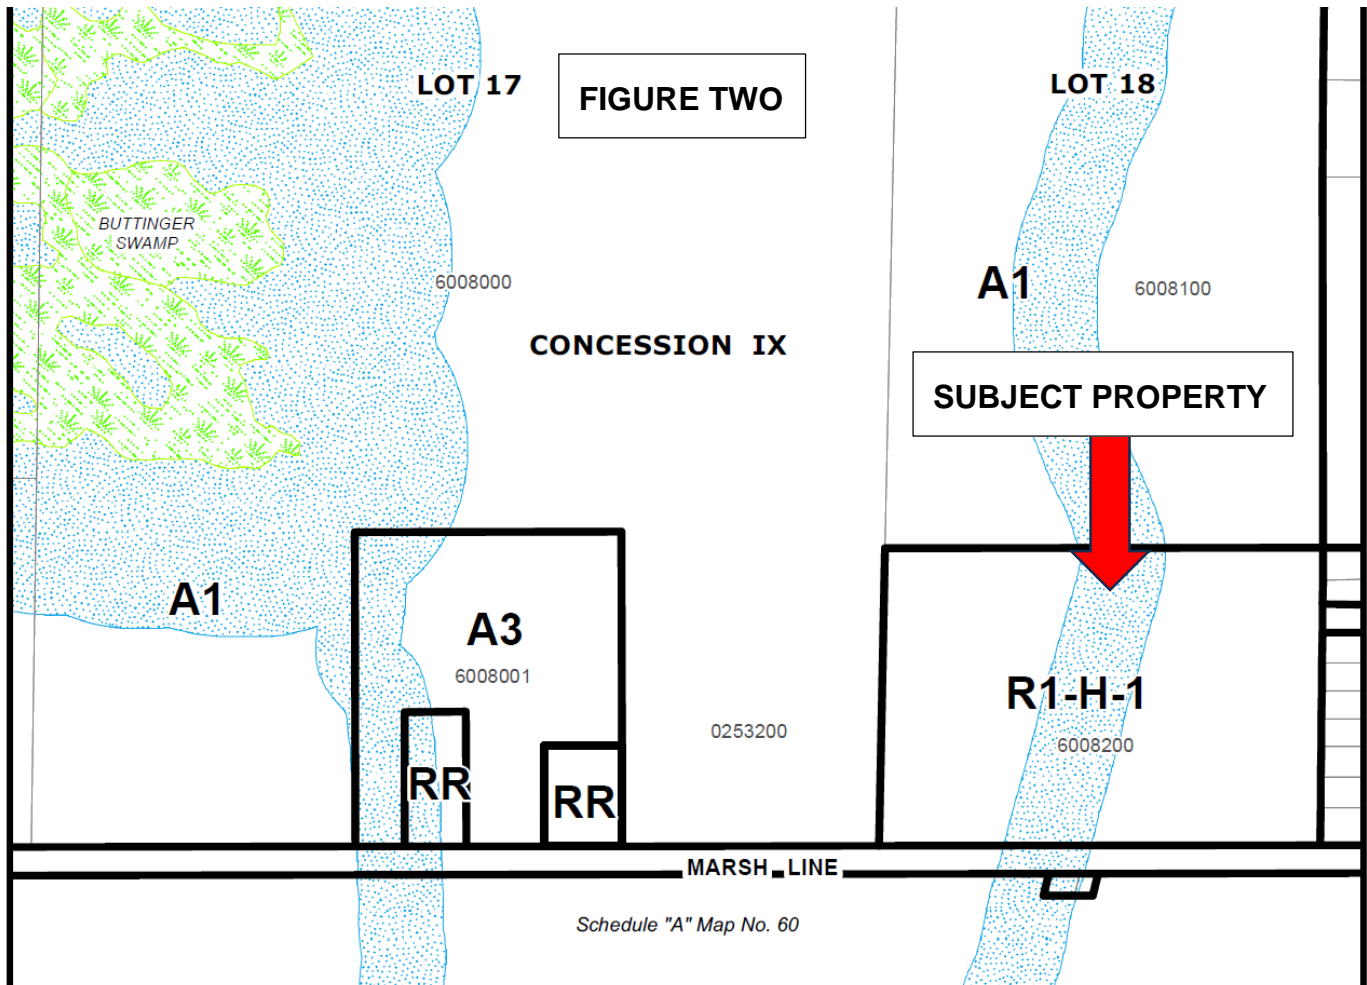 LOT 17
FIGURE TWO
LOT 18
BUTTINGER
SWAMP
6008000
A1
6008100
CONCESSION IX
SUBJECT PROPERTY
A1
A3
6008001
R1-H-1
0253200
6008200
RR
RR
MARSH LINE
Schedule "A" Map No. 60